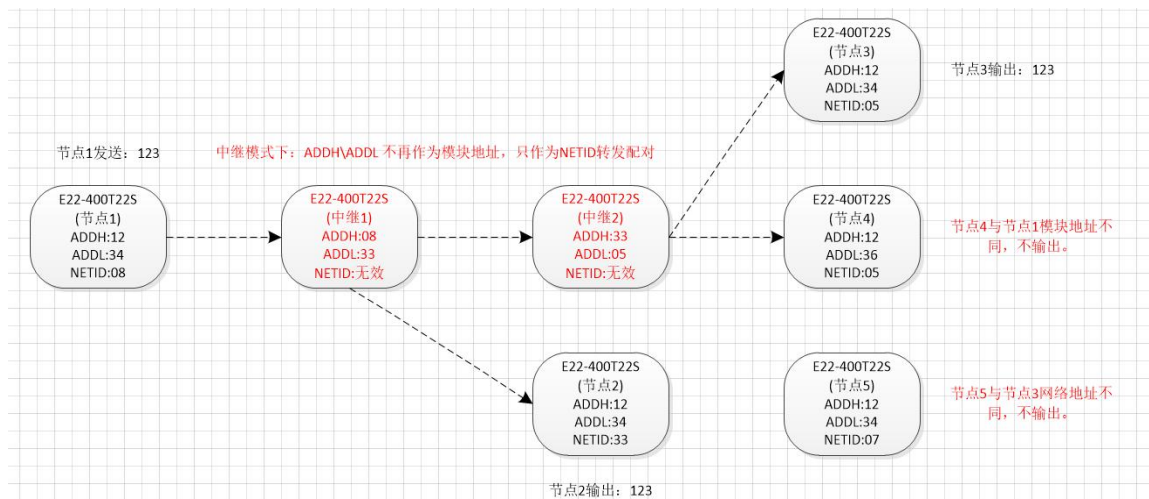 E22-400T22S
(节点3)
ADDH:12
ADDL:34
NETID:05
节点3输出：123
节点1发送：123
中继模式下：ADDH\ADDL 不再作为模块地址，只作为NETID转发配对
E22-400T22S
(节点1)
ADDH:12
ADDL:34
NETID:08
E22-400T22S
(中继1)
ADDH:08
ADDL:33
NETID:无效
E22-400T22S
(中继2)
ADDH:33
ADDL:05
NETID:无效
E22-400T22S
(节点4)
ADDH:12
ADDL:36
NETID:05
节点4与节点1模块地址不
同，不输出。
E22-400T22S
(节点2)
ADDH:12
ADDL:34
NETID:33
E22-400T22S
(节点5)
ADDH:12
ADDL:34
NETID:07
节点5与节点3网络地址不
同，不输出。
节点2输出：123